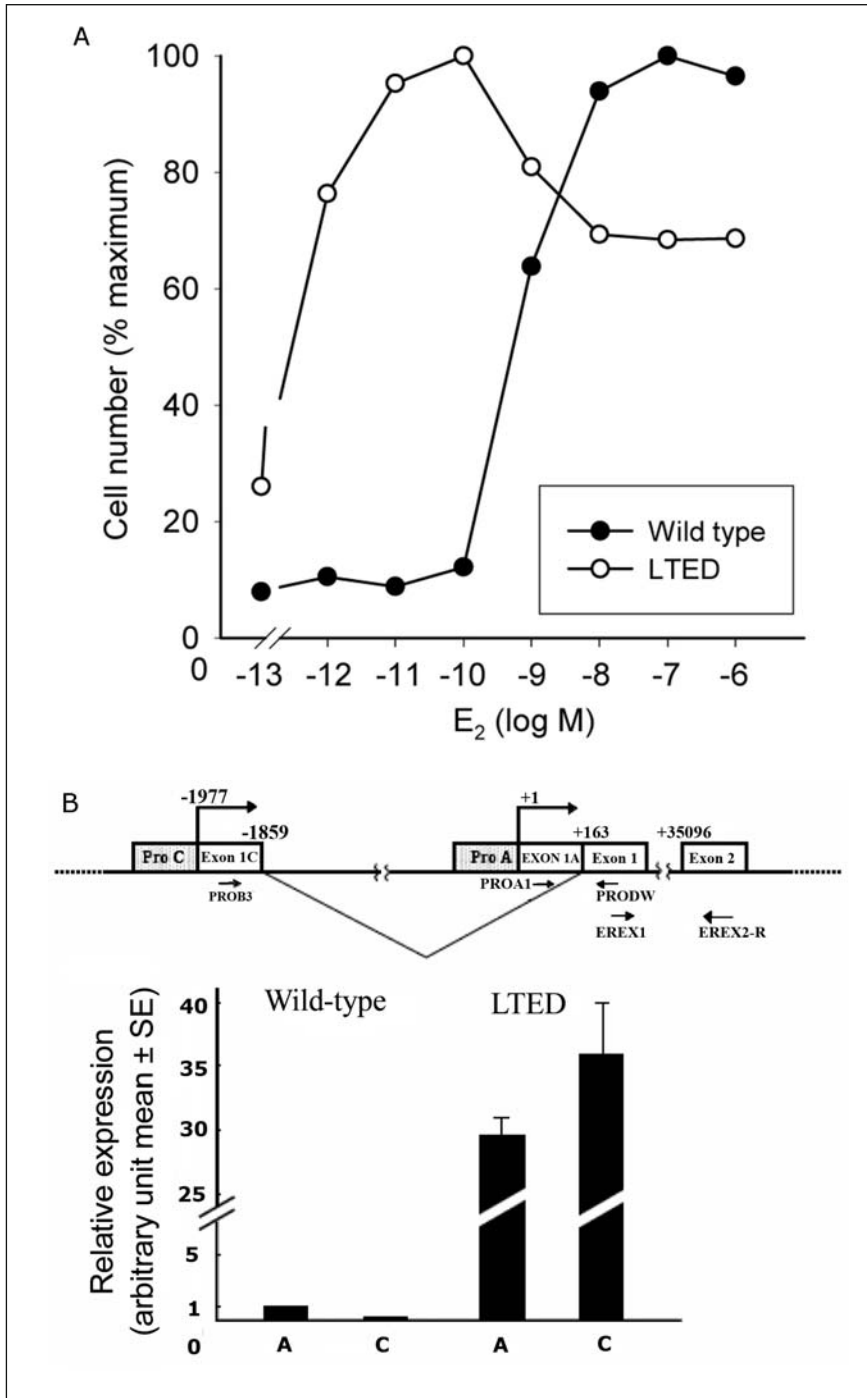 A
100
80
60
40
20
0
0
Cell number (% maximum)
Wild type
LTED
-13 -12 -11 -10 -9 -8 -7 -6
E2 (log M)
B
-1977
-1859
+1
+163
+35096
Pro C
Exon 1C
Pro A
EXON 1A
Exon 1
Exon 2
PROB3
PROA1
PRODW
EREX1
EREX2-R
Wild-type
LTED
Relative expression
(arbitrary unit mean ± SE)
40
35
30
25
5
1
0
A C A C